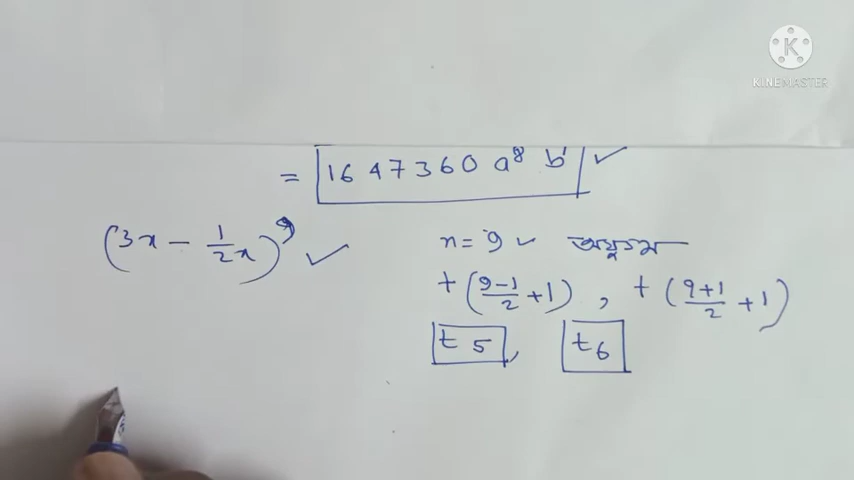 KINEMASTER
= 1647360 a⁸ b¹ ✓
(3x - 1/2x)⁹ ✓ n = 9 ✓ অযুগ্ম
t((9-1)/2 + 1), t((9+1)/2 + 1)
t 5, t₆